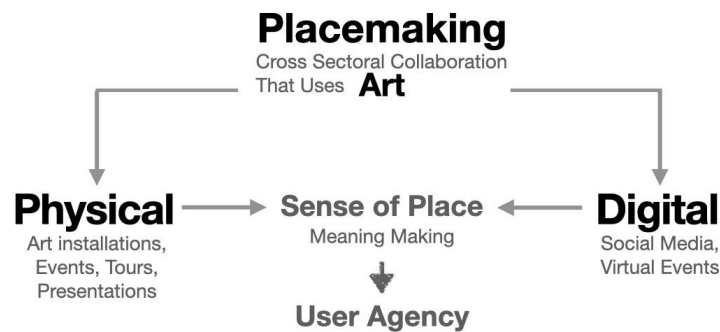 Placemaking
Cross Sectoral Collaboration
That Uses Art
Physical
Art installations,
Events, Tours,
Presentations
Sense of Place
Meaning Making
Digital
Social Media,
Virtual Events
User Agency